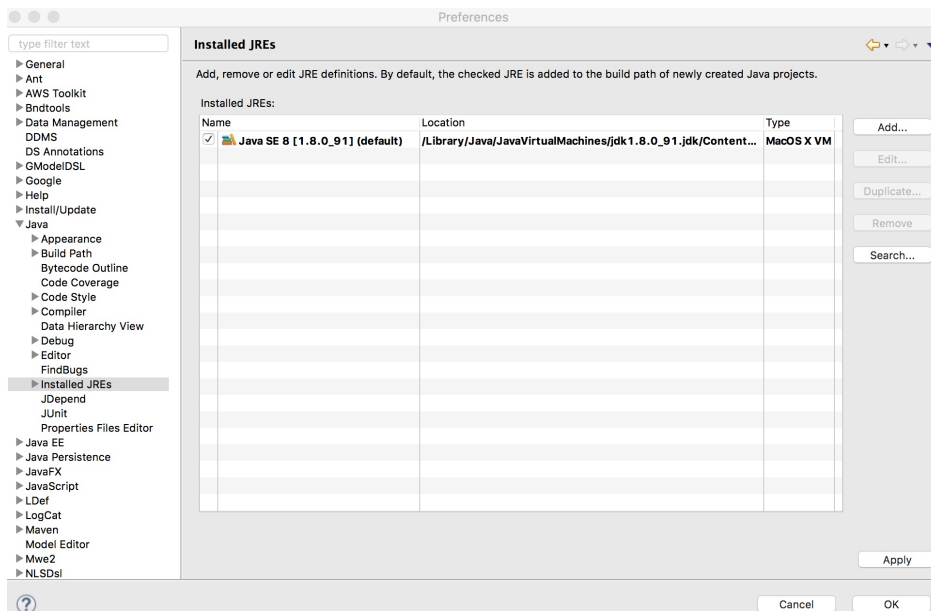 Preferences
type filter text
General
Ant
AWS Toolkit
Bndtools
Data Management
DDMS
DS Annotations
GModelDSL
Google
Help
Install/Update
Java
Appearance
Build Path
Bytecode Outline
Code Coverage
Code Style
Compiler
Data Hierarchy View
Debug
Editor
FindBugs
Installed JREs
JDepend
JUnit
Properties Files Editor
Java EE
Java Persistence
JavaFX
JavaScript
LDef
LogCat
Maven
Model Editor
Mwe2
NLSDsl
Installed JREs
Add, remove or edit JRE definitions. By default, the checked JRE is added to the build path of newly created Java projects.
Installed JREs:
Name Location Type
Java SE 8 [1.8.0_91] (default) /Library/Java/JavaVirtualMachines/jdk1.8.0_91.jdk/Content... MacOS X VM
Add...
Edit...
Duplicate...
Remove
Search...
Apply
?
Cancel OK